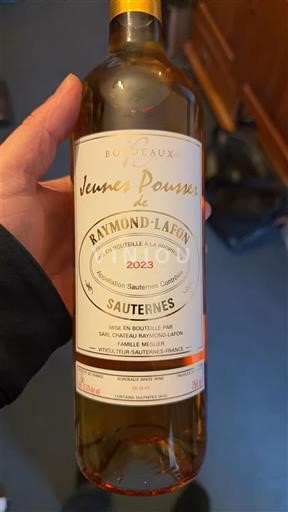 BORDEAUX
Jeunes Pousses
de
RAYMOND-LAFON
MIS EN BOUTEILLE A LA PROPRIÉTÉ
VINIOU
2023
Appellation Sauternes Contrôlée
SAUTERNES
MISE EN BOUTEILLE PAR
SARL CHATEAU RAYMOND-LAFON
FAMILLE MESLIER
VITICULTEUR-SAUTERNES-FRANCE
BORDEAUX WHITE WINE
CONTAINS SULPHITES